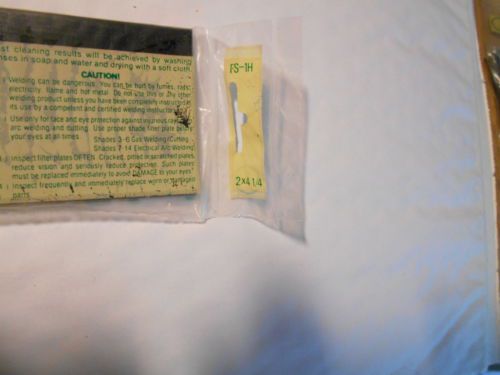 st cleaning results will be achieved by washing
nses in soap and water and drying with a soft cloth.
CAUTION!
Welding can be dangerous. You can be hurt by fumes, rays,
electricity, flame and hot metal. Do not use this or any other
welding product unless you have been completely instructed in
its use by a competent and certified welding instructor.
Use only for face and eye protection against injurious rays
arc welding and cutting. Use proper shade filter plate before
your eyes at all times.
Shades 3-6 Gas Welding/Cutting
Shades 7-14 Electrical Arc Welding
Inspect filter plates OFTEN. Cracked, pitted or scratched plates
reduce vision and seriously reduce protection. Such plates
must be replaced immediately to avoid DAMAGE to your eyes
Inspect frequently and immediately replace worn or damaged
parts.
FS-1H
2x4 1/4